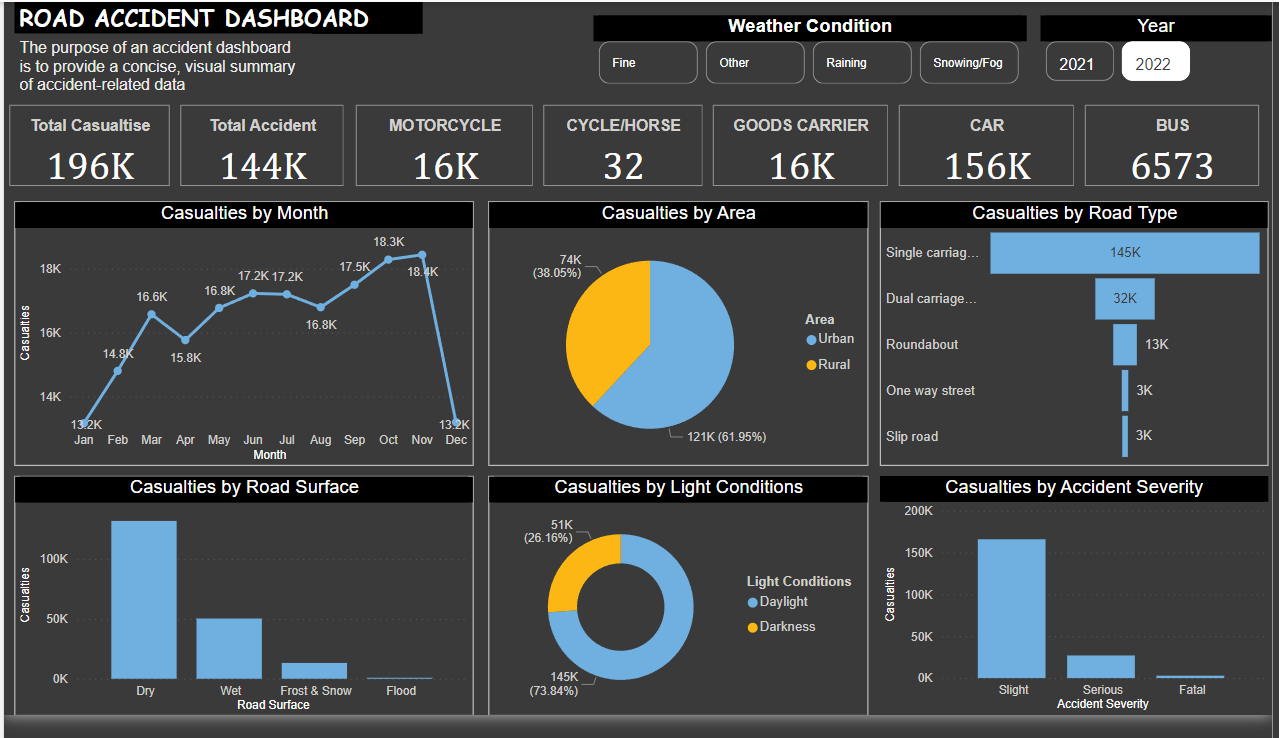 ROAD ACCIDENT DASHBOARD
The purpose of an accident dashboard
is to provide a concise, visual summary
of accident-related data
Weather Condition
Fine
Other
Raining
Snowing/Fog
Year
2021
2022
Total Casualtise
196K
Total Accident
144K
MOTORCYCLE
16K
CYCLE/HORSE
32
GOODS CARRIER
16K
CAR
156K
BUS
6573
Casualties by Month
Casualties
18K
16K
14K
13.2K
14.8K
16.6K
15.8K
16.8K
17.2K
17.2K
16.8K
17.5K
18.3K
18.4K
13.2K
Jan
Feb
Mar
Apr
May
Jun
Jul
Aug
Sep
Oct
Nov
Dec
Month
Casualties by Area
74K
(38.05%)
121K (61.95%)
Area
Urban
Rural
Casualties by Road Type
Single carriag...
145K
Dual carriage...
32K
Roundabout
13K
One way street
3K
Slip road
3K
Casualties by Road Surface
Casualties
100K
50K
0K
Dry
Wet
Frost & Snow
Flood
Road Surface
Casualties by Light Conditions
51K
(26.16%)
145K
(73.84%)
Light Conditions
Daylight
Darkness
Casualties by Accident Severity
Casualties
200K
150K
100K
50K
0K
Slight
Serious
Fatal
Accident Severity